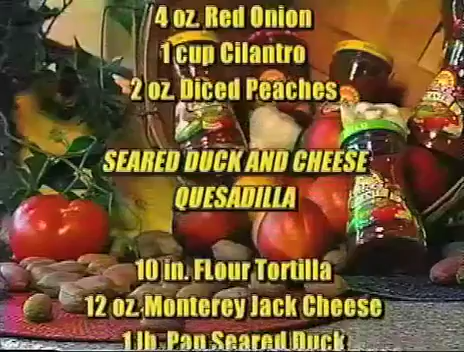 4 oz. Red Onion
1 cup Cilantro
2 oz. Diced Peaches
SEARED DUCK AND CHEESE
QUESADILLA
10 in. FLour Tortilla
12 oz. Monterey Jack Cheese
1 lb. Pan Seared Duck